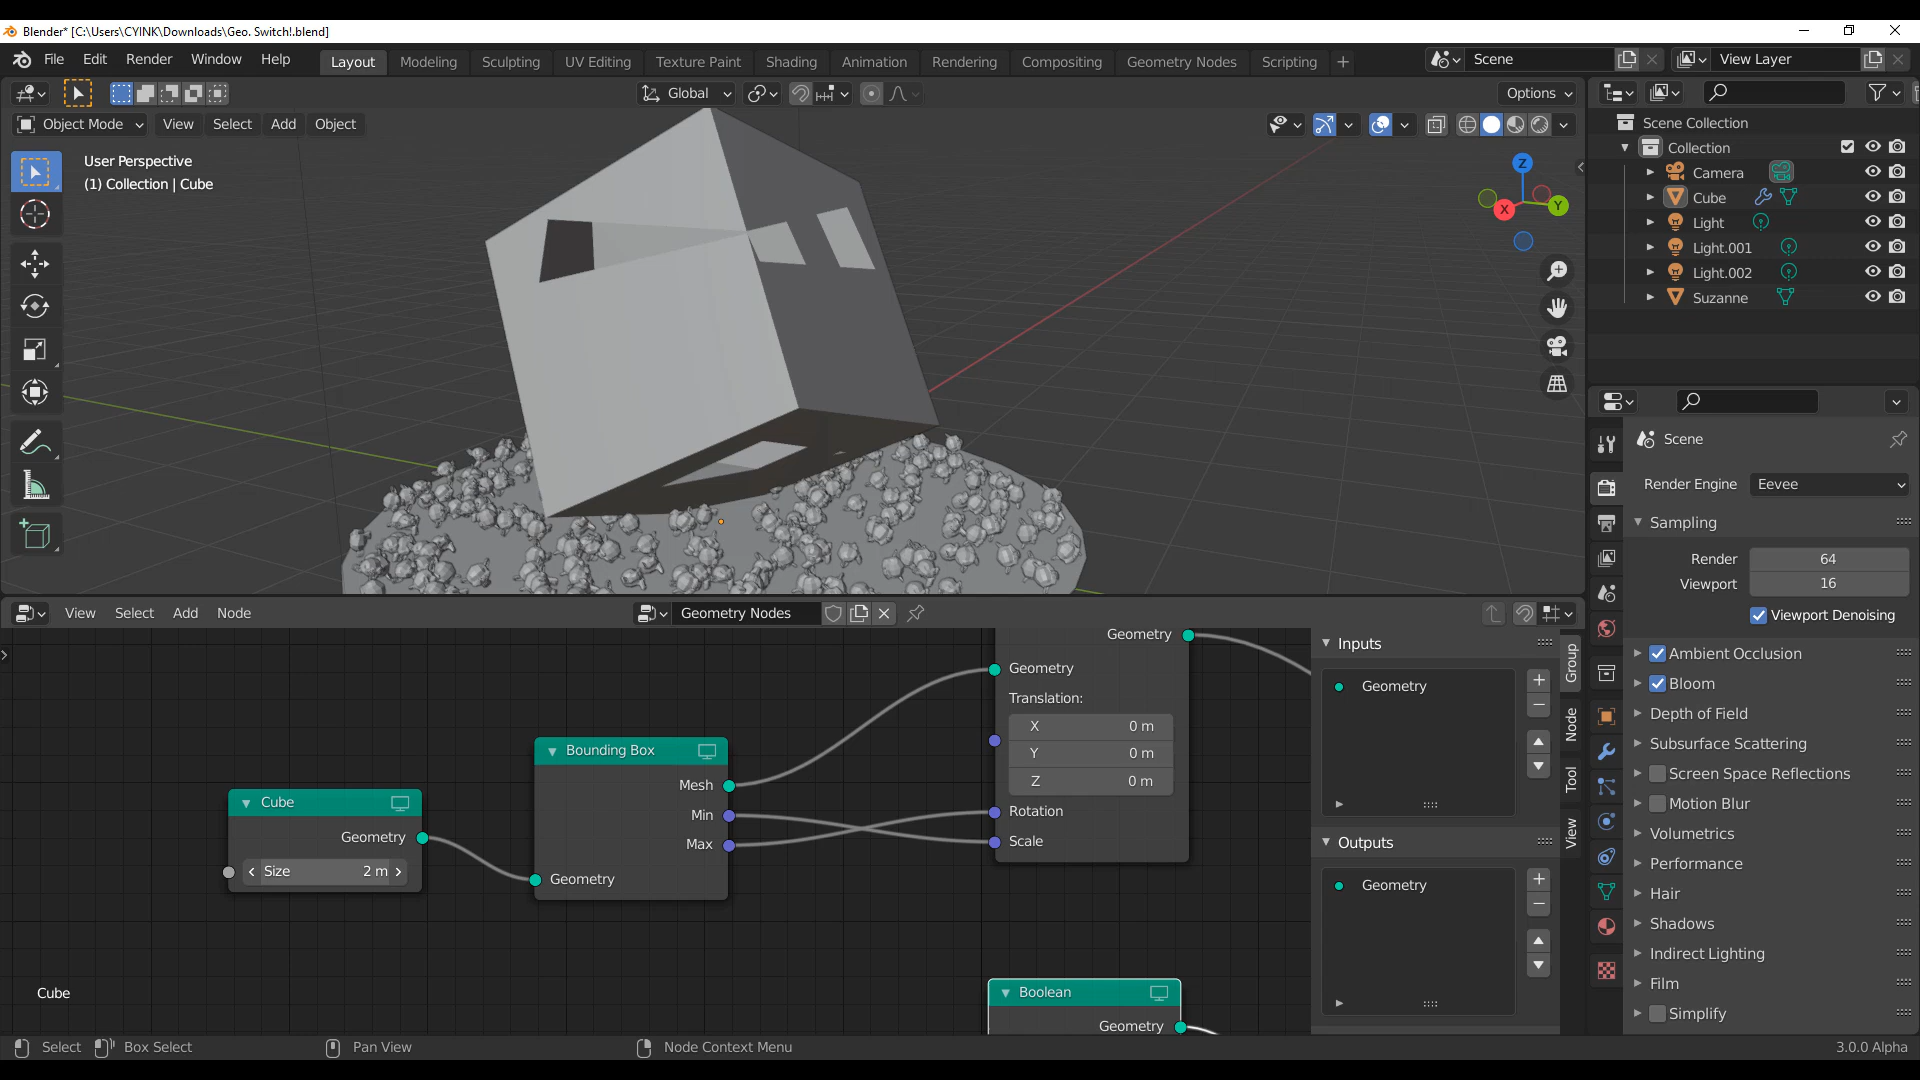 Blender* [C:\Users\CYINK\Downloads\Geo. Switch!.blend]
File Edit Render Window Help
Layout Modeling Sculpting UV Editing Texture Paint Shading Animation Rendering Compositing Geometry Nodes Scripting +
Scene
View Layer
Global
Options
Object Mode View Select Add Object
User Perspective
(1) Collection | Cube
Z
X
Y
Scene Collection
Collection
Camera
Cube
Light
Light.001
Light.002
Suzanne
Scene
Render Engine Eevee
Sampling
Render 64
Viewport 16
Viewport Denoising
Ambient Occlusion
Bloom
Depth of Field
Subsurface Scattering
Screen Space Reflections
Motion Blur
Volumetrics
Performance
Hair
Shadows
Indirect Lighting
Film
Simplify
View Select Add Node
Geometry Nodes
Geometry
Geometry
Translation:
X 0 m
Y 0 m
Z 0 m
Rotation
Scale
Bounding Box
Mesh
Min
Max
Geometry
Cube
Geometry
Size 2 m
Boolean
Geometry
Cube
Inputs
Geometry
Outputs
Geometry
Group
Node
Tool
View
Select Box Select Pan View Node Context Menu 3.0.0 Alpha